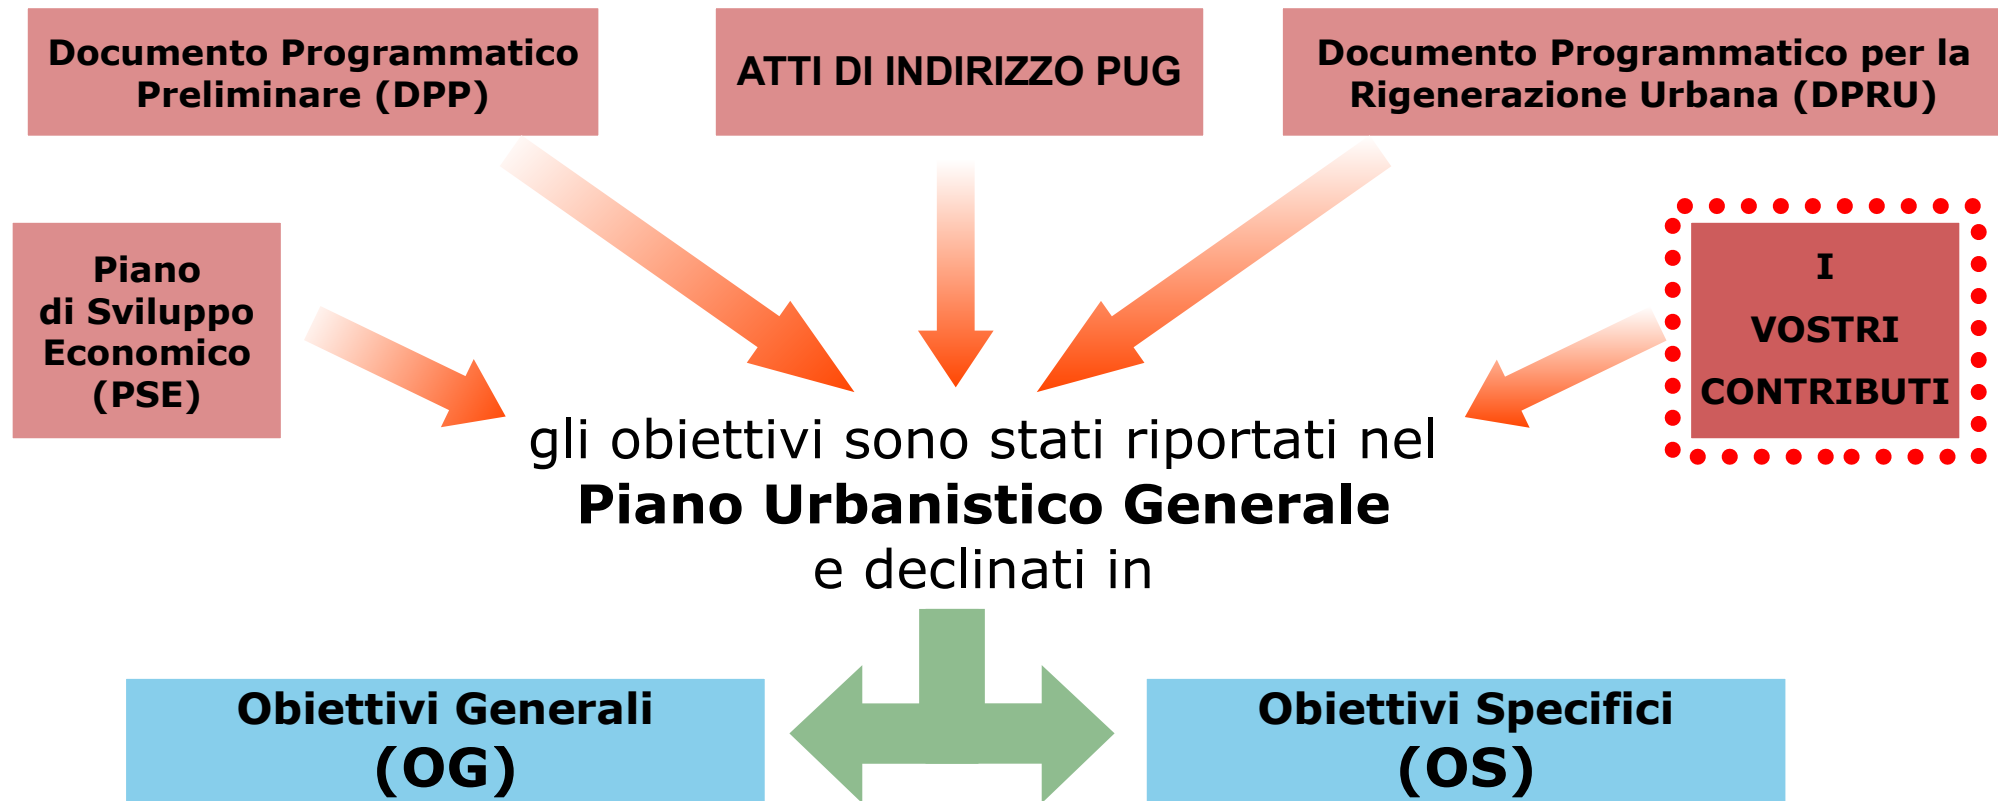 Documento Programmatico
Preliminare (DPP)
ATTI DI INDIRIZZO PUG
Documento Programmatico per la
Rigenerazione Urbana (DPRU)
Piano
di Sviluppo
Economico
(PSE)
I
VOSTRI
CONTRIBUTI
gli obiettivi sono stati riportati nel
Piano Urbanistico Generale
e declinati in
Obiettivi Generali
(OG)
Obiettivi Specifici
(OS)